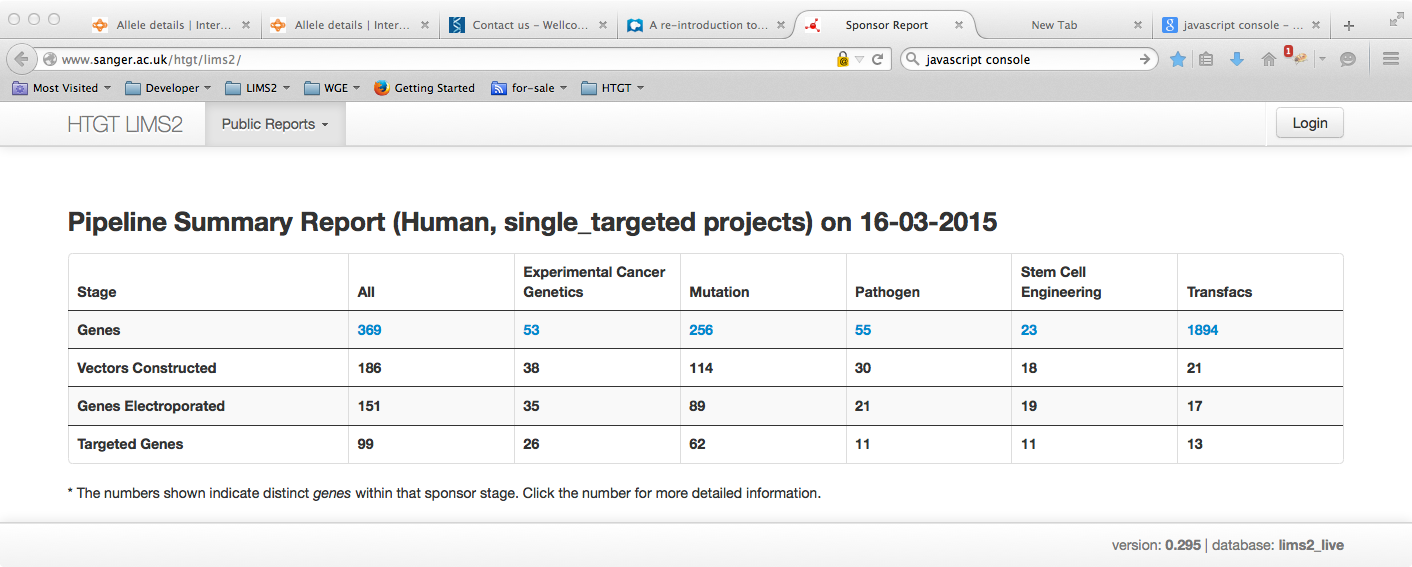 Allele details | Inter... Allele details | Inter... Contact us – Wellco... A re-introduction to... Sponsor Report New Tab javascript console – ...
www.sanger.ac.uk/htgt/lims2/ javascript console 1
Most Visited Developer LIMS2 WGE Getting Started for-sale HTGT
HTGT LIMS2 Public Reports Login
Pipeline Summary Report (Human, single_targeted projects) on 16-03-2015
Stage All Experimental Cancer Genetics Mutation Pathogen Stem Cell Engineering Transfacs
Genes 369 53 256 55 23 1894
Vectors Constructed 186 38 114 30 18 21
Genes Electroporated 151 35 89 21 19 17
Targeted Genes 99 26 62 11 11 13
* The numbers shown indicate distinct genes within that sponsor stage. Click the number for more detailed information.
version: 0.295 | database: lims2_live